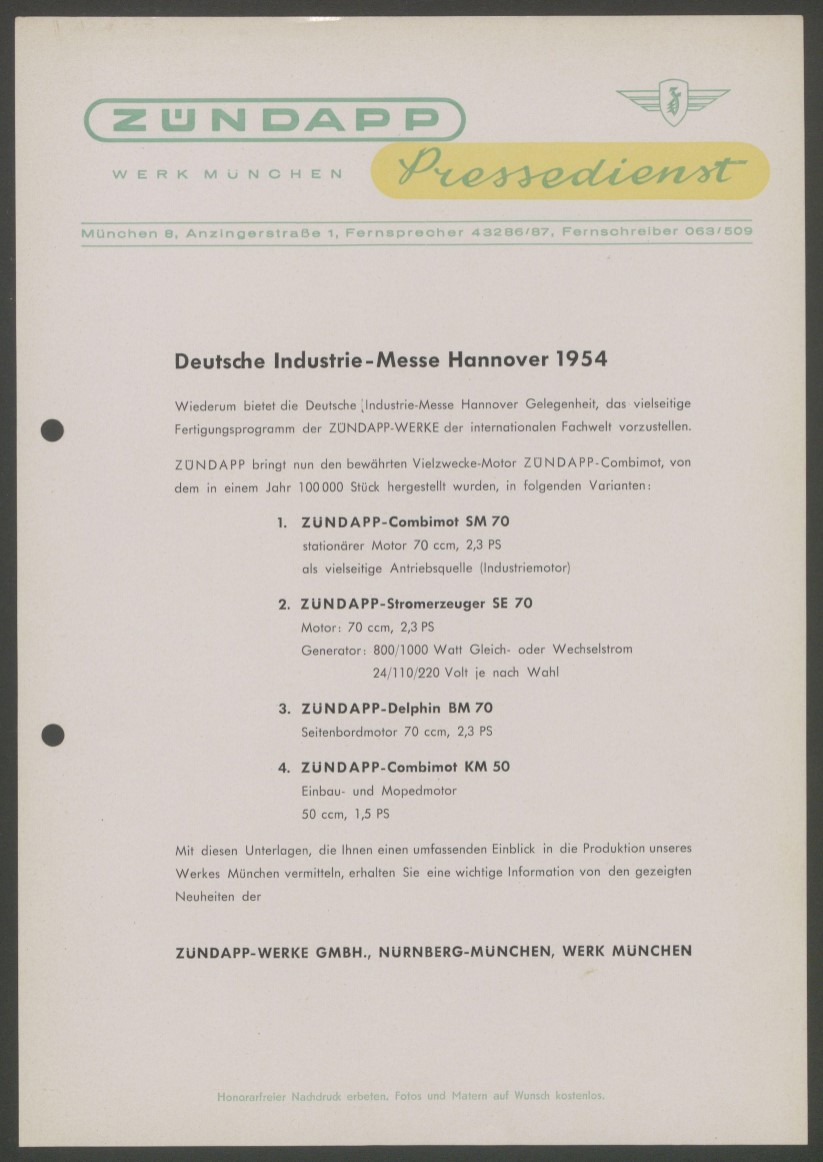 ZÜNDAPP
WERK MÜNCHEN
Pressedienst
München 8, Anzingerstraße 1, Fernsprecher 43286/87, Fernschreiber 063/509
Deutsche Industrie-Messe Hannover 1954
Wiederum bietet die Deutsche Industrie-Messe Hannover Gelegenheit, das vielseitige
Fertigungsprogramm der ZÜNDAPP-WERKE der internationalen Fachwelt vorzustellen.
ZÜNDAPP bringt nun den bewährten Vielzwecke-Motor ZÜNDAPP-Combimot, von
dem in einem Jahr 100000 Stück hergestellt wurden, in folgenden Varianten:
1. ZÜNDAPP-Combimot SM 70
stationärer Motor 70 ccm, 2,3 PS
als vielseitige Antriebsquelle (Industriemotor)
2. ZÜNDAPP-Stromerzeuger SE 70
Motor: 70 ccm, 2,3 PS
Generator: 800/1000 Watt Gleich- oder Wechselstrom
24/110/220 Volt je nach Wahl
3. ZÜNDAPP-Delphin BM 70
Seitenbordmotor 70 ccm, 2,3 PS
4. ZÜNDAPP-Combimot KM 50
Einbau- und Mopedmotor
50 ccm, 1,5 PS
Mit diesen Unterlagen, die Ihnen einen umfassenden Einblick in die Produktion unseres
Werkes München vermitteln, erhalten Sie eine wichtige Information von den gezeigten
Neuheiten der
ZÜNDAPP-WERKE GMBH., NÜRNBERG-MÜNCHEN, WERK MÜNCHEN
Honorarfreier Nachdruck erbeten. Fotos und Matern auf Wunsch kostenlos.